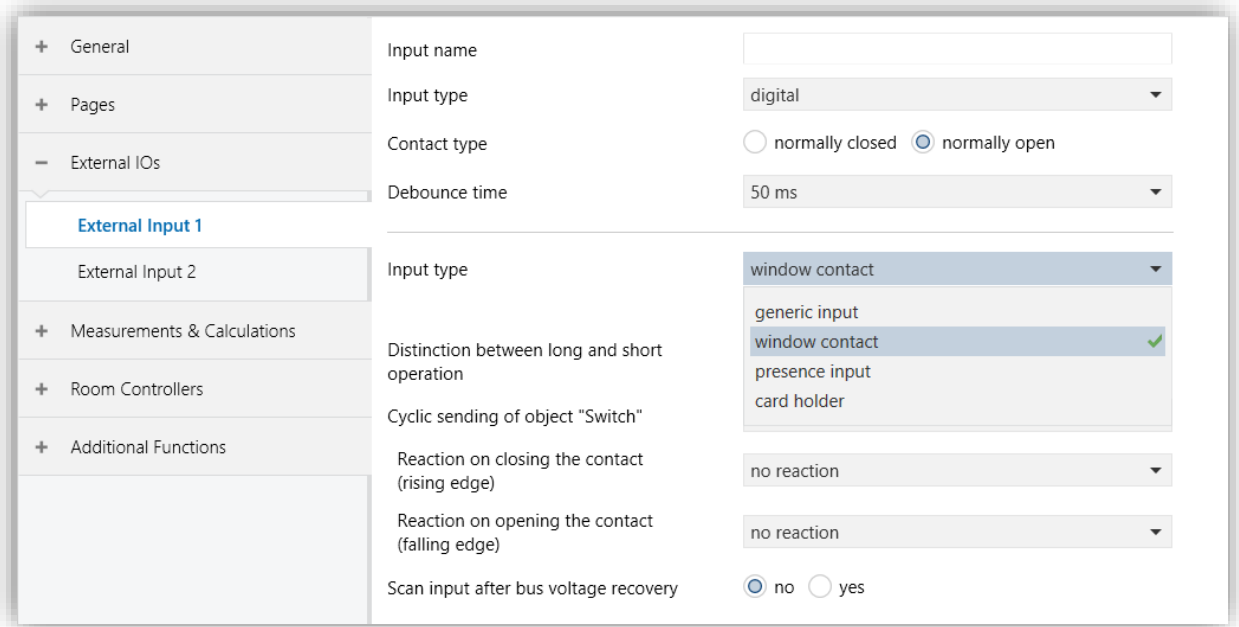 + General
+ Pages
− External IOs
External Input 1
External Input 2
+ Measurements & Calculations
+ Room Controllers
+ Additional Functions
Input name
Input type digital
Contact type normally closed normally open
Debounce time 50 ms
Input type window contact
generic input
window contact
presence input
card holder
Distinction between long and short
operation
Cyclic sending of object "Switch"
Reaction on closing the contact
(rising edge) no reaction
Reaction on opening the contact
(falling edge) no reaction
Scan input after bus voltage recovery no yes